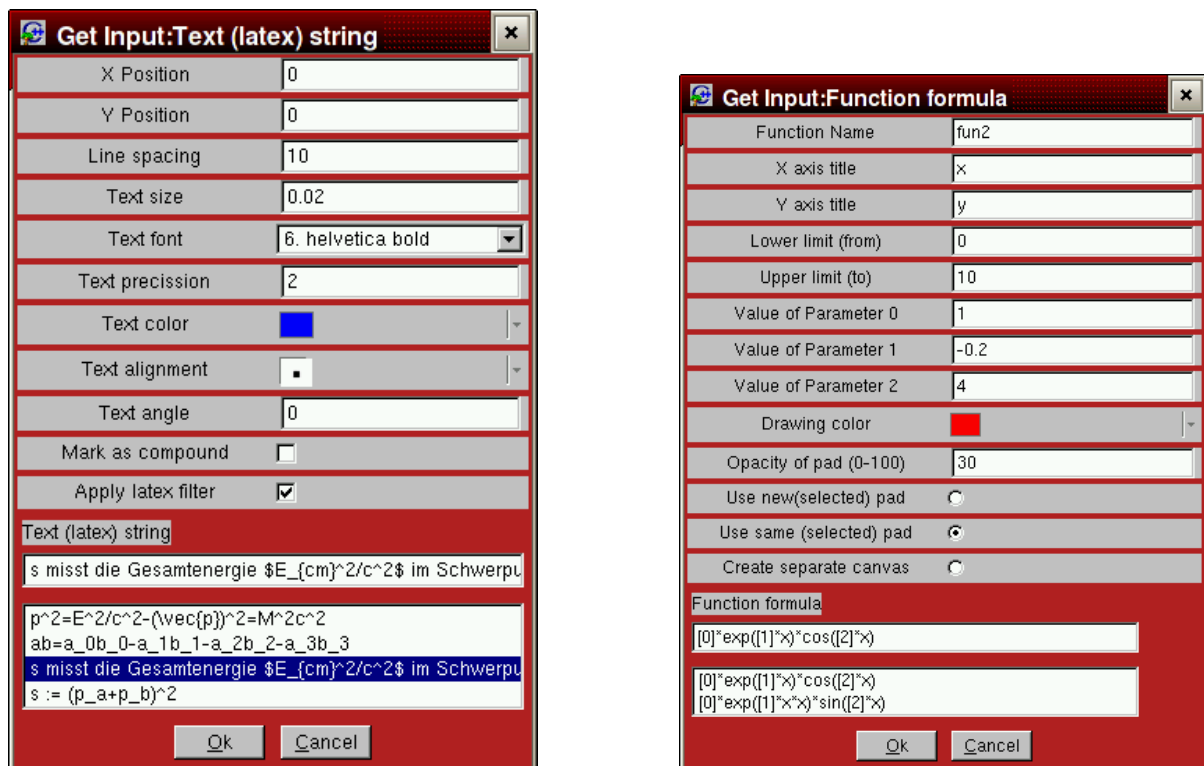 Get Input:Text (latex) string
X Position 0
Y Position 0
Line spacing 10
Text size 0.02
Text font 6. helvetica bold
Text precission 2
Text color
Text alignment
Text angle 0
Mark as compound
Apply latex filter
Text (latex) string
s misst die Gesamtenergie $E_{cm}^2/c^2$ im Schwerpu
p^2=E^2/c^2-(\vec{p})^2=M^2c^2
ab=a_0b_0-a_1b_1-a_2b_2-a_3b_3
s misst die Gesamtenergie $E_{cm}^2/c^2$ im Schwerpu
s := (p_a+p_b)^2
Ok Cancel
Get Input:Function formula
Function Name fun2
X axis title x
Y axis title y
Lower limit (from) 0
Upper limit (to) 10
Value of Parameter 0 1
Value of Parameter 1 -0.2
Value of Parameter 2 4
Drawing color
Opacity of pad (0-100) 30
Use new(selected) pad
Use same (selected) pad
Create separate canvas
Function formula
[0]*exp([1]*x)*cos([2]*x)
[0]*exp([1]*x)*cos([2]*x)
[0]*exp([1]*x*x)*sin([2]*x)
Ok Cancel